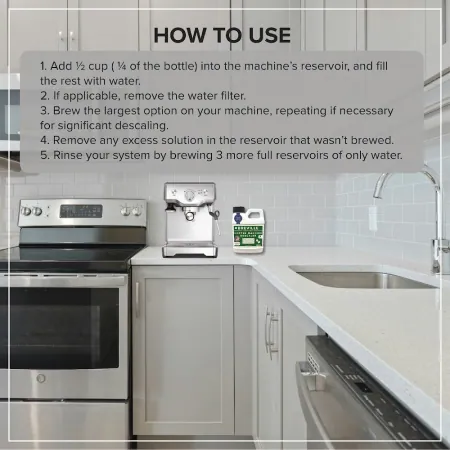 HOW TO USE
1. Add ½ cup ( ¼ of the bottle) into the machine's reservoir, and fill
the rest with water.
2. If applicable, remove the water filter.
3. Brew the largest option on your machine, repeating if necessary
for significant descaling.
4. Remove any excess solution in the reservoir that wasn't brewed.
5. Rinse your system by brewing 3 more full reservoirs of only water.
BREVILLE